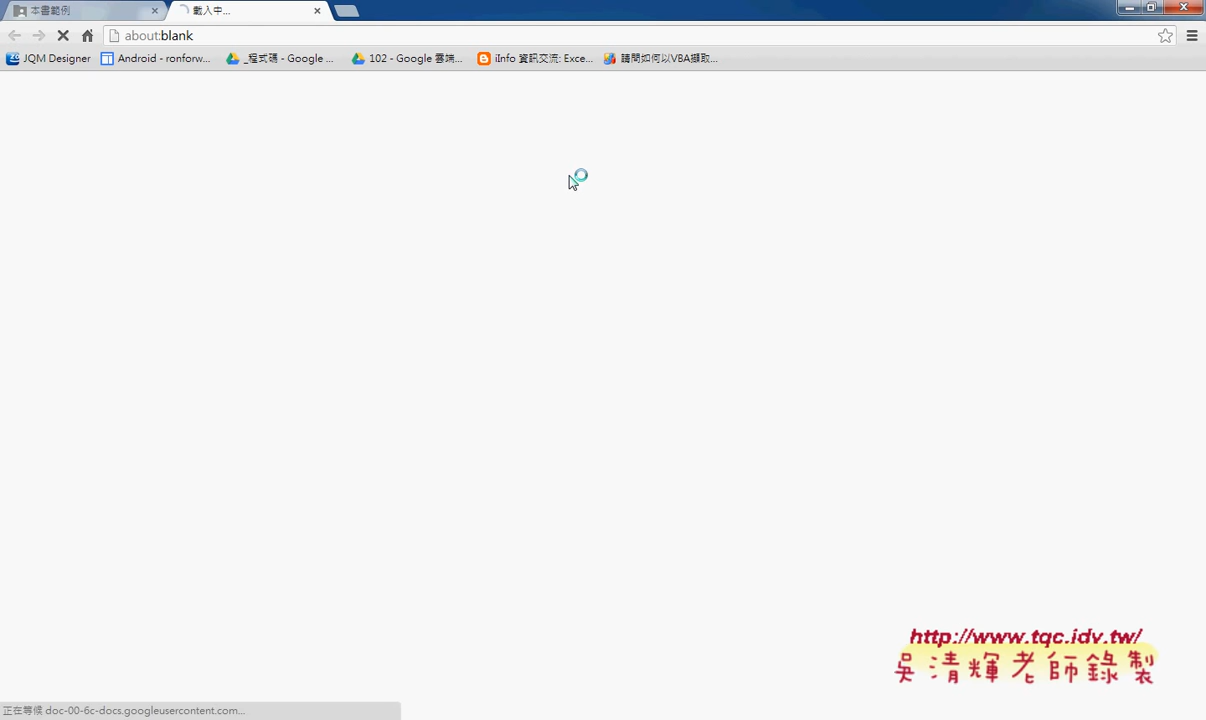 本書範例
載入中...
about:blank
JQM Designer
Android - ronforw...
_程式碼 - Google ...
102 - Google 雲端...
iInfo 資訊交流: Exce...
請問如何以VBA擷取...
http://www.tqc.idv.tw/
吳清輝老師錄製
正在等候 doc-00-6c-docs.googleusercontent.com...